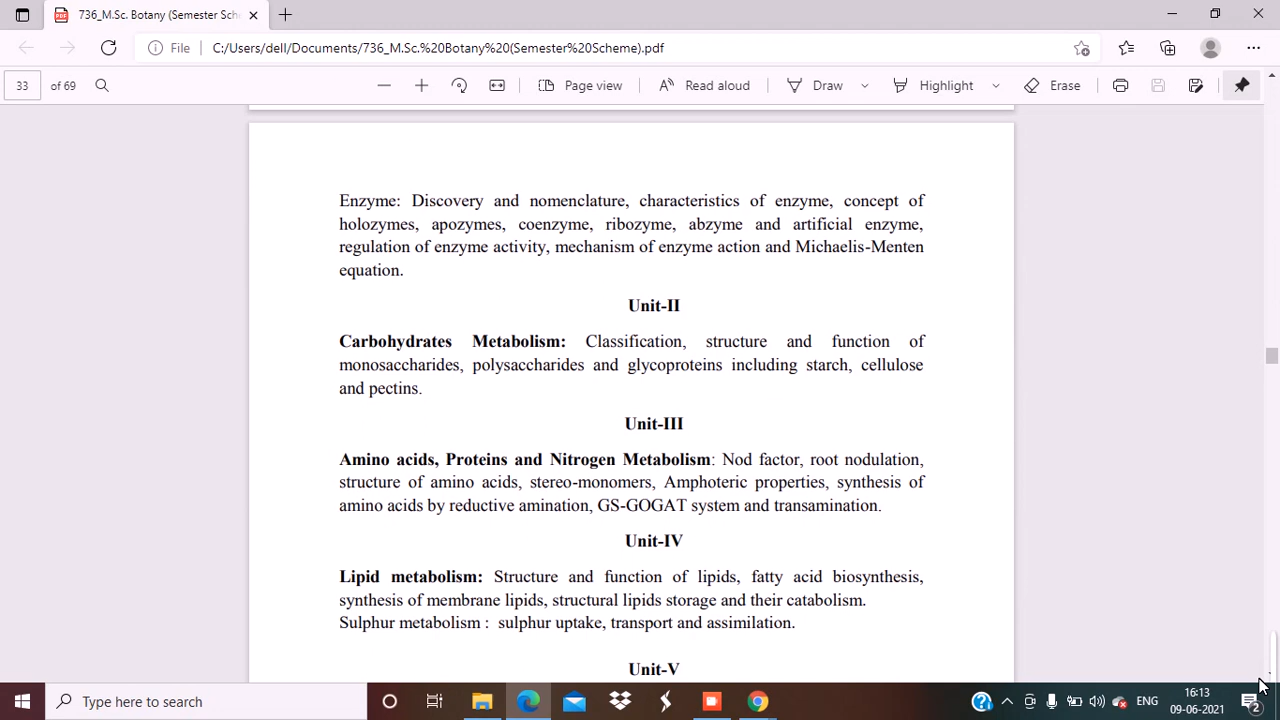 736_M.Sc. Botany (Semester Sch
File C:/Users/dell/Documents/736_M.Sc.%20Botany%20(Semester%20Scheme).pdf
33 of 69 Page view Read aloud Draw Highlight Erase
Enzyme: Discovery and nomenclature, characteristics of enzyme, concept of
holozymes, apozymes, coenzyme, ribozyme, abzyme and artificial enzyme,
regulation of enzyme activity, mechanism of enzyme action and Michaelis-Menten
equation.
Unit-II
Carbohydrates Metabolism: Classification, structure and function of
monosaccharides, polysaccharides and glycoproteins including starch, cellulose
and pectins.
Unit-III
Amino acids, Proteins and Nitrogen Metabolism: Nod factor, root nodulation,
structure of amino acids, stereo-monomers, Amphoteric properties, synthesis of
amino acids by reductive amination, GS-GOGAT system and transamination.
Unit-IV
Lipid metabolism: Structure and function of lipids, fatty acid biosynthesis,
synthesis of membrane lipids, structural lipids storage and their catabolism.
Sulphur metabolism : sulphur uptake, transport and assimilation.
Unit-V
Type here to search
ENG
16:13
09-06-2021
2